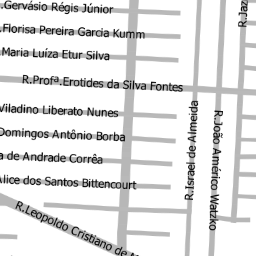 .Gervásio Régis Júnior
.Florisa Pereira Garcia Kumm
Maria Luíza Etur Silva
R.Profª.Erotides da Silva Fontes
Viladino Liberato Nunes
Domingos Antônio Borba
a de Andrade Corrêa
Alice dos Santos Bittencourt
R.Leopoldo Cristiano de
R.Israel de Almeida
R.João Américo Watzko
R.Jaz